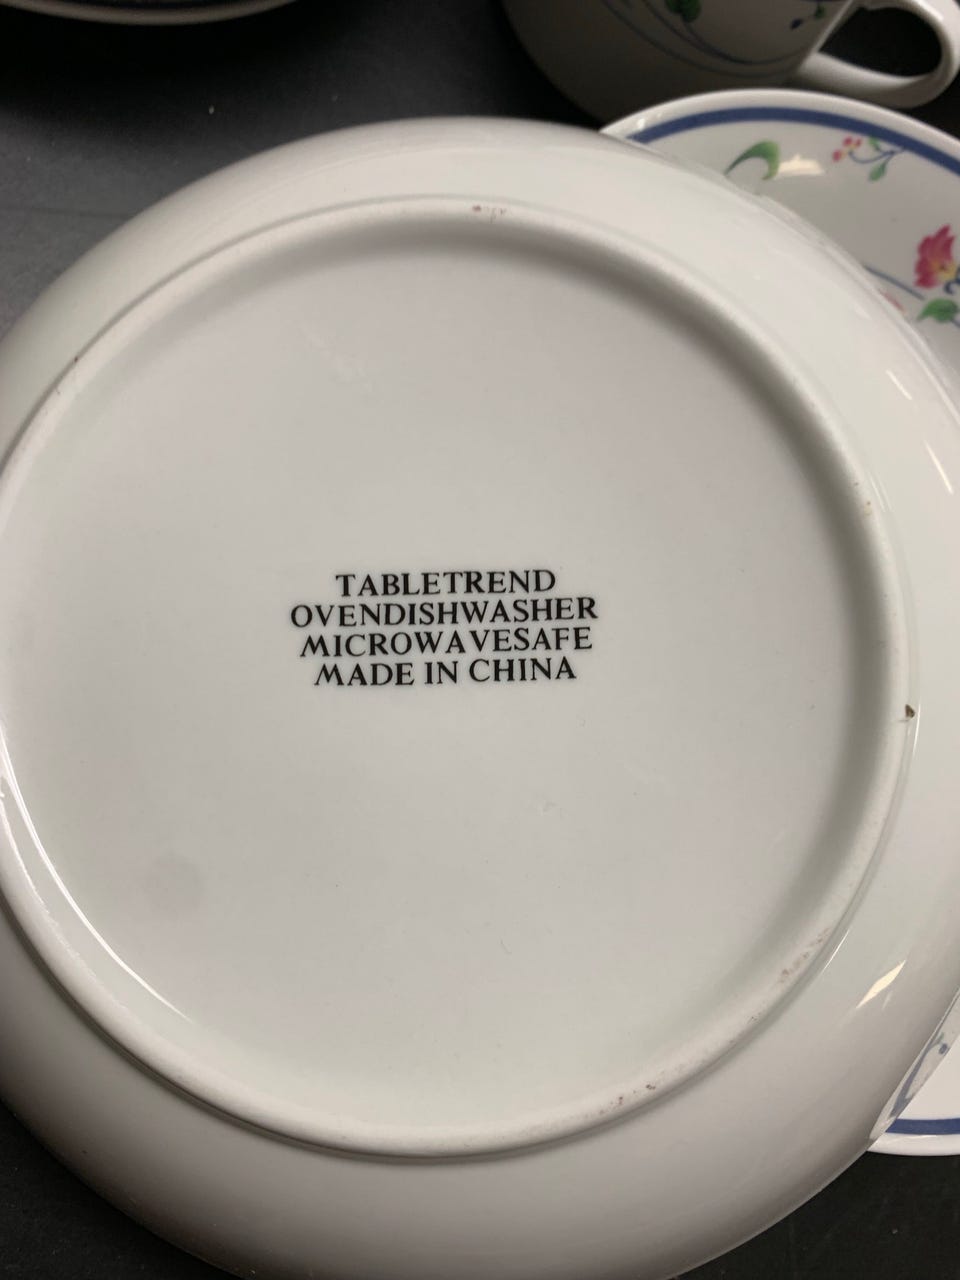 TABLETREND
OVENDISHWASHER
MICROWAVESAFE
MADE IN CHINA